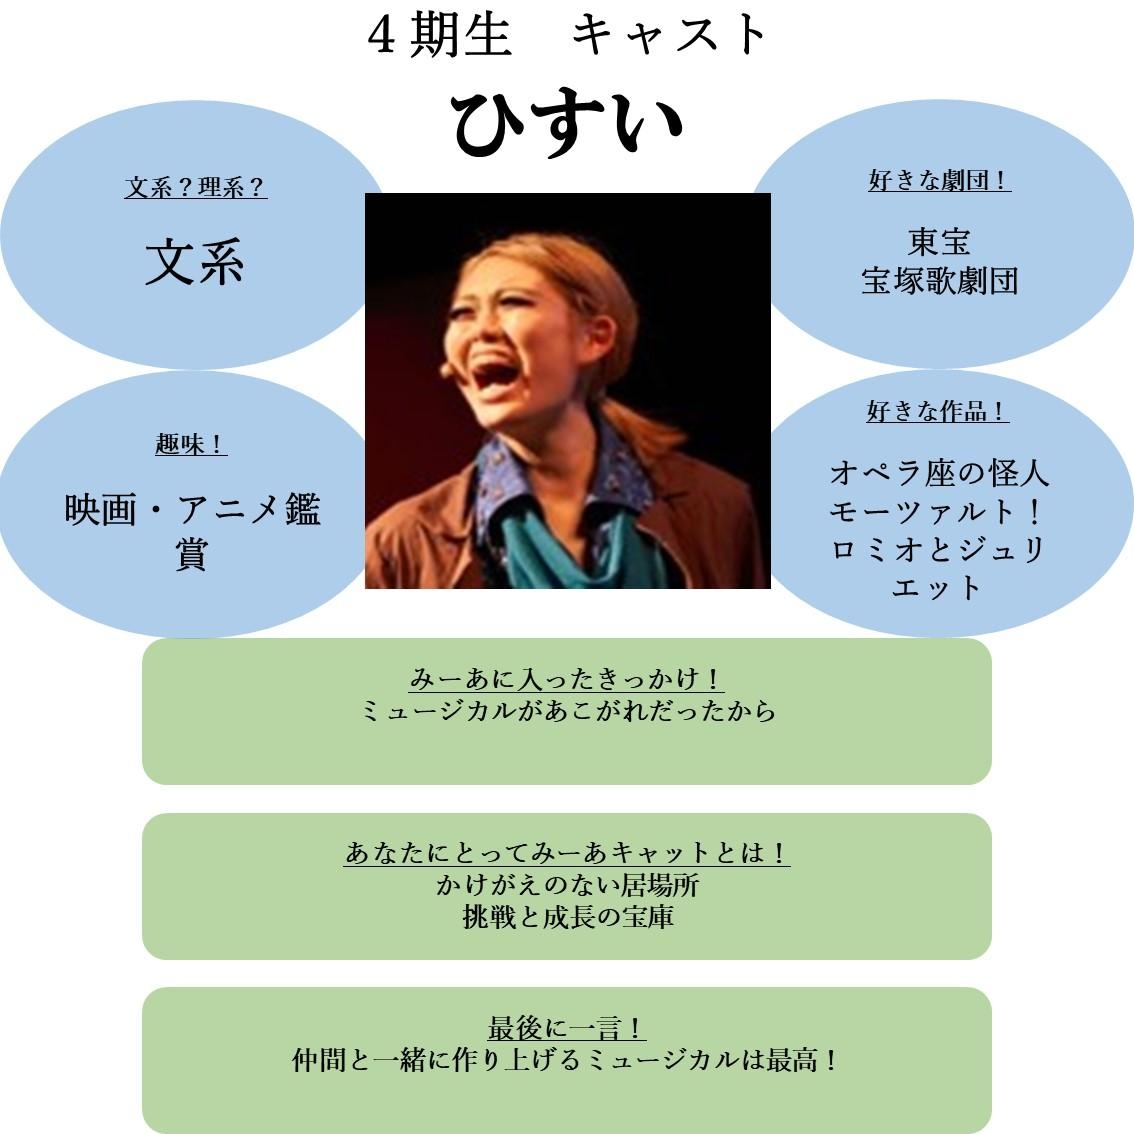 ４期生　キャスト
ひすい
文系？理系？
文系
好きな劇団！
東宝
宝塚歌劇団
趣味！
映画・アニメ鑑
賞
好きな作品！
オペラ座の怪人
モーツァルト！
ロミオとジュリ
エット
みーあに入ったきっかけ！
ミュージカルがあこがれだったから
あなたにとってみーあキャットとは！
かけがえのない居場所
挑戦と成長の宝庫
最後に一言！
仲間と一緒に作り上げるミュージカルは最高！